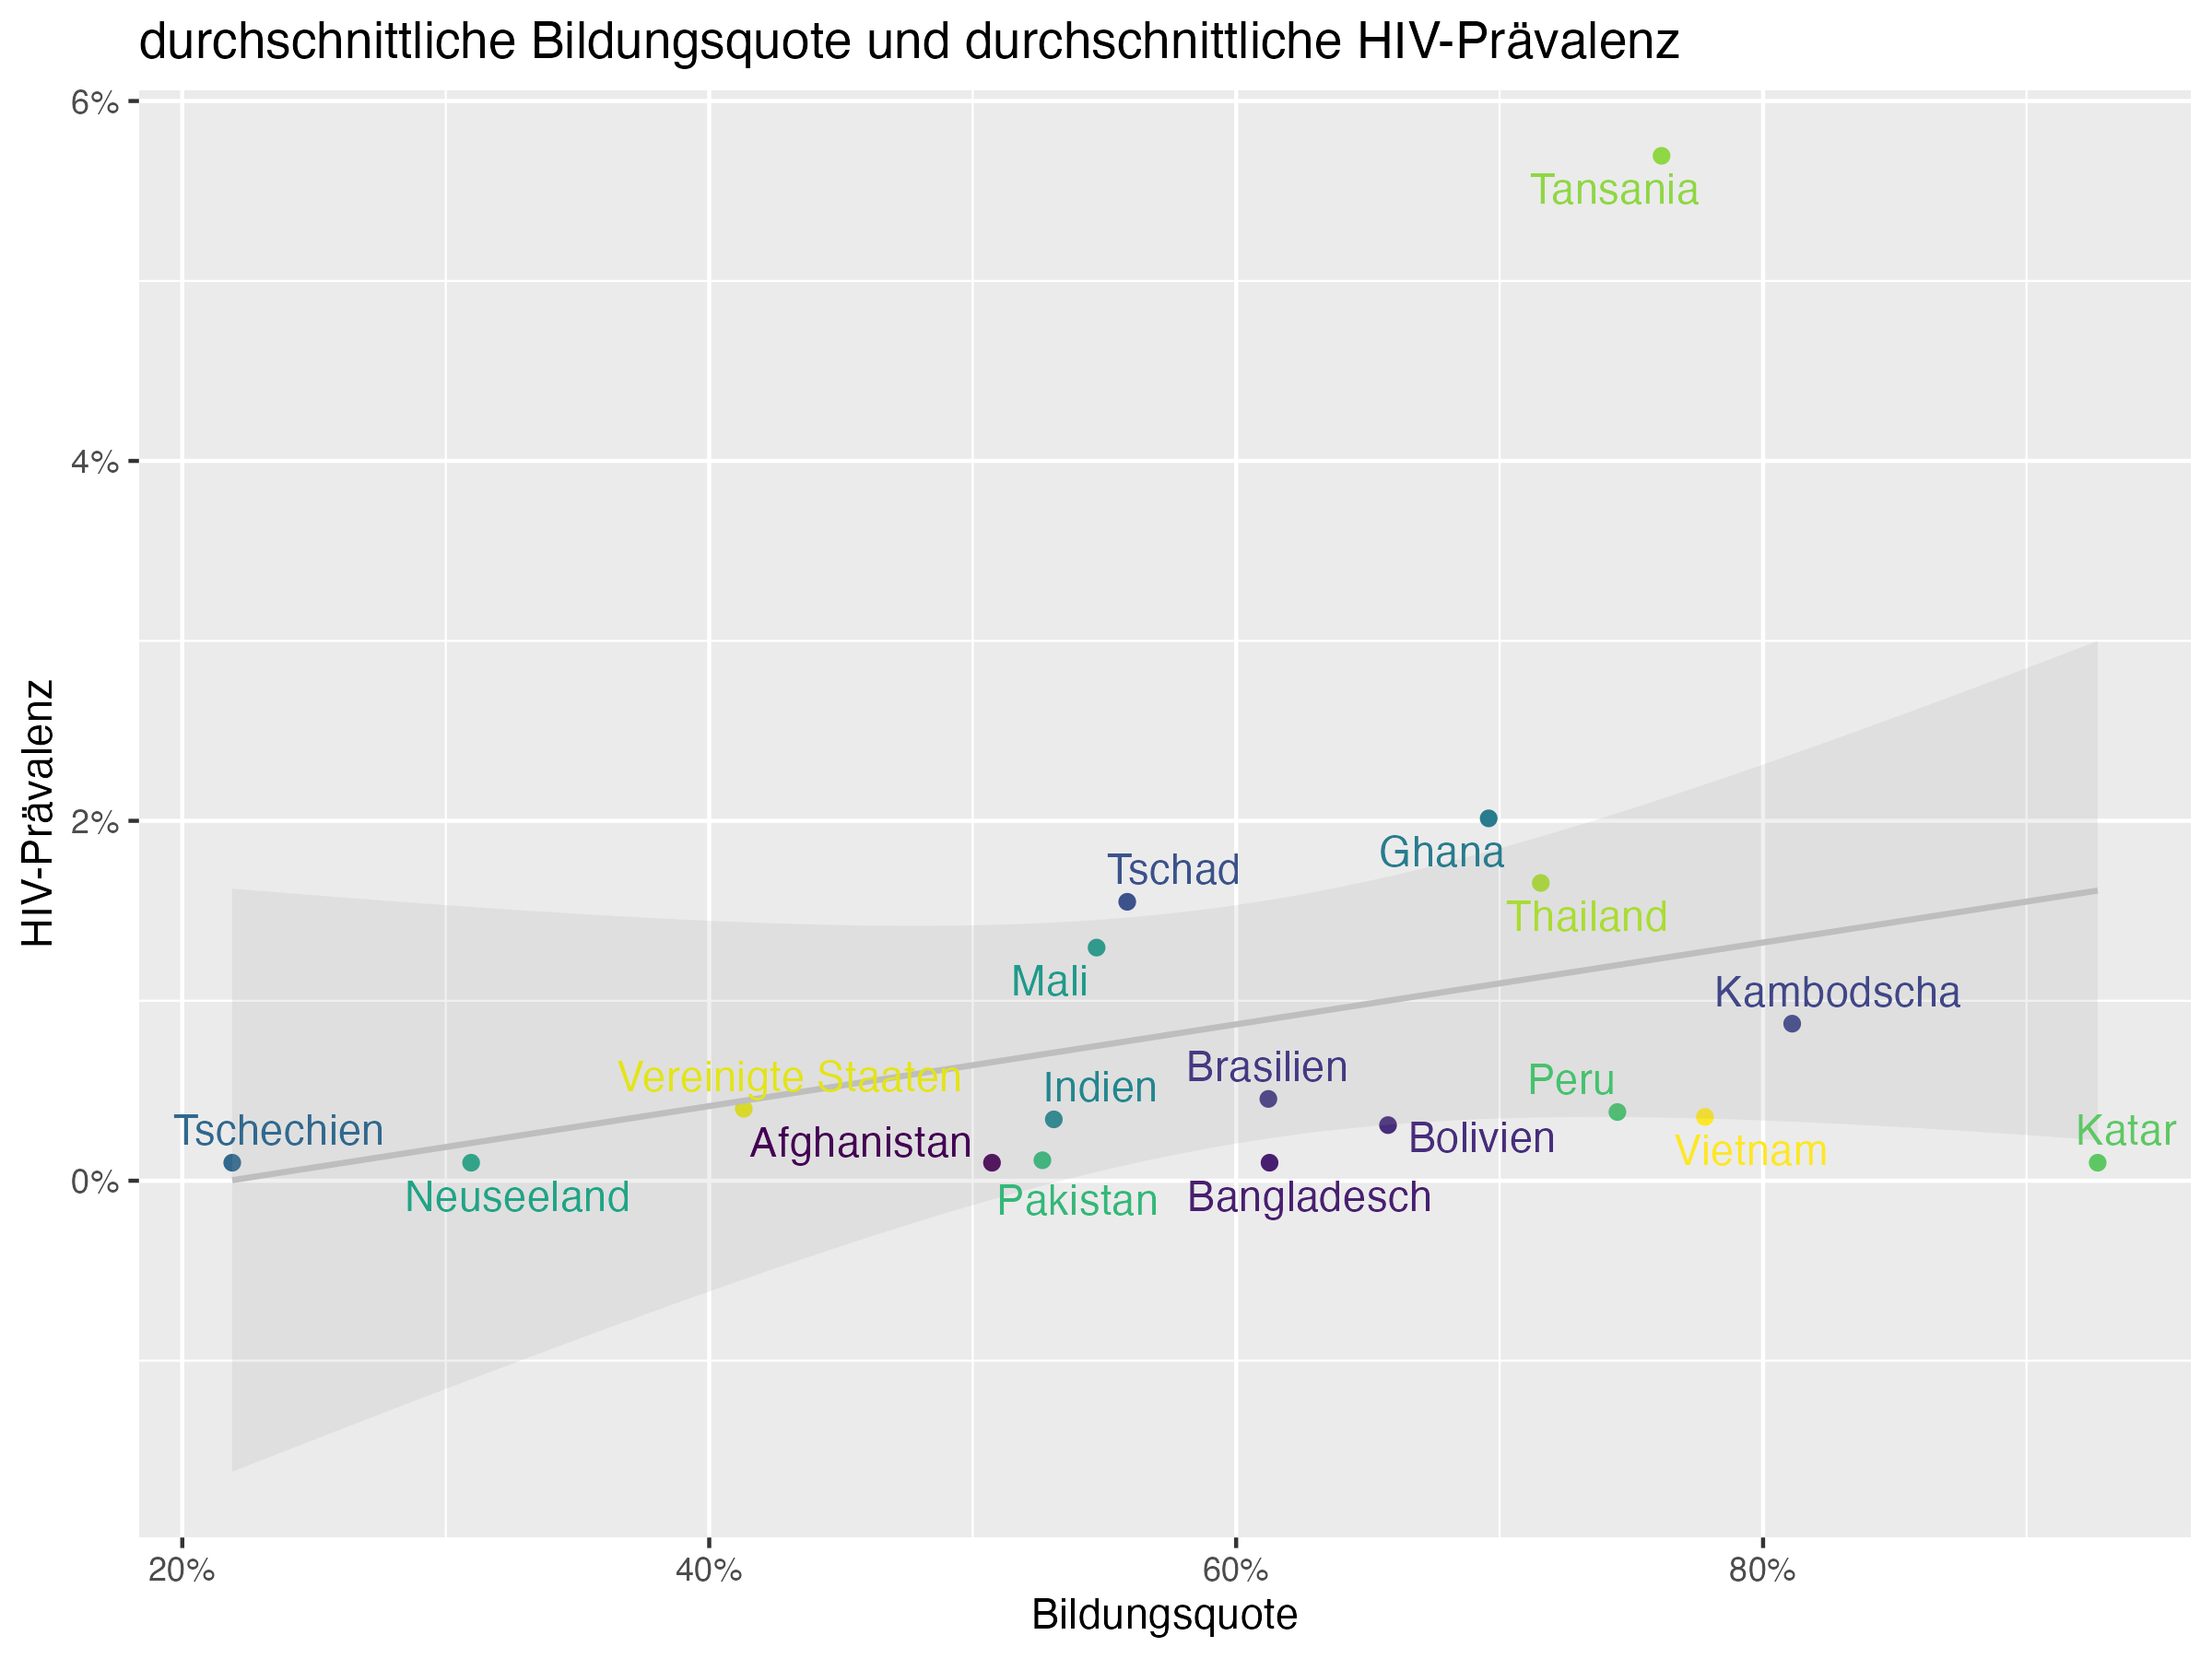 durchschnittliche Bildungsquote und durchschnittliche HIV-Prävalenz
6%
Tansania
4%
HIV-Prävalenz
2%
Ghana
Tschad
Thailand
Mali
Kambodscha
Brasilien
Vereinigte Staaten
Indien
Peru
Tschechien
Afghanistan
Bolivien
Katar
Vietnam
0%
Neuseeland
Pakistan
Bangladesch
20%
40%
60%
80%
Bildungsquote